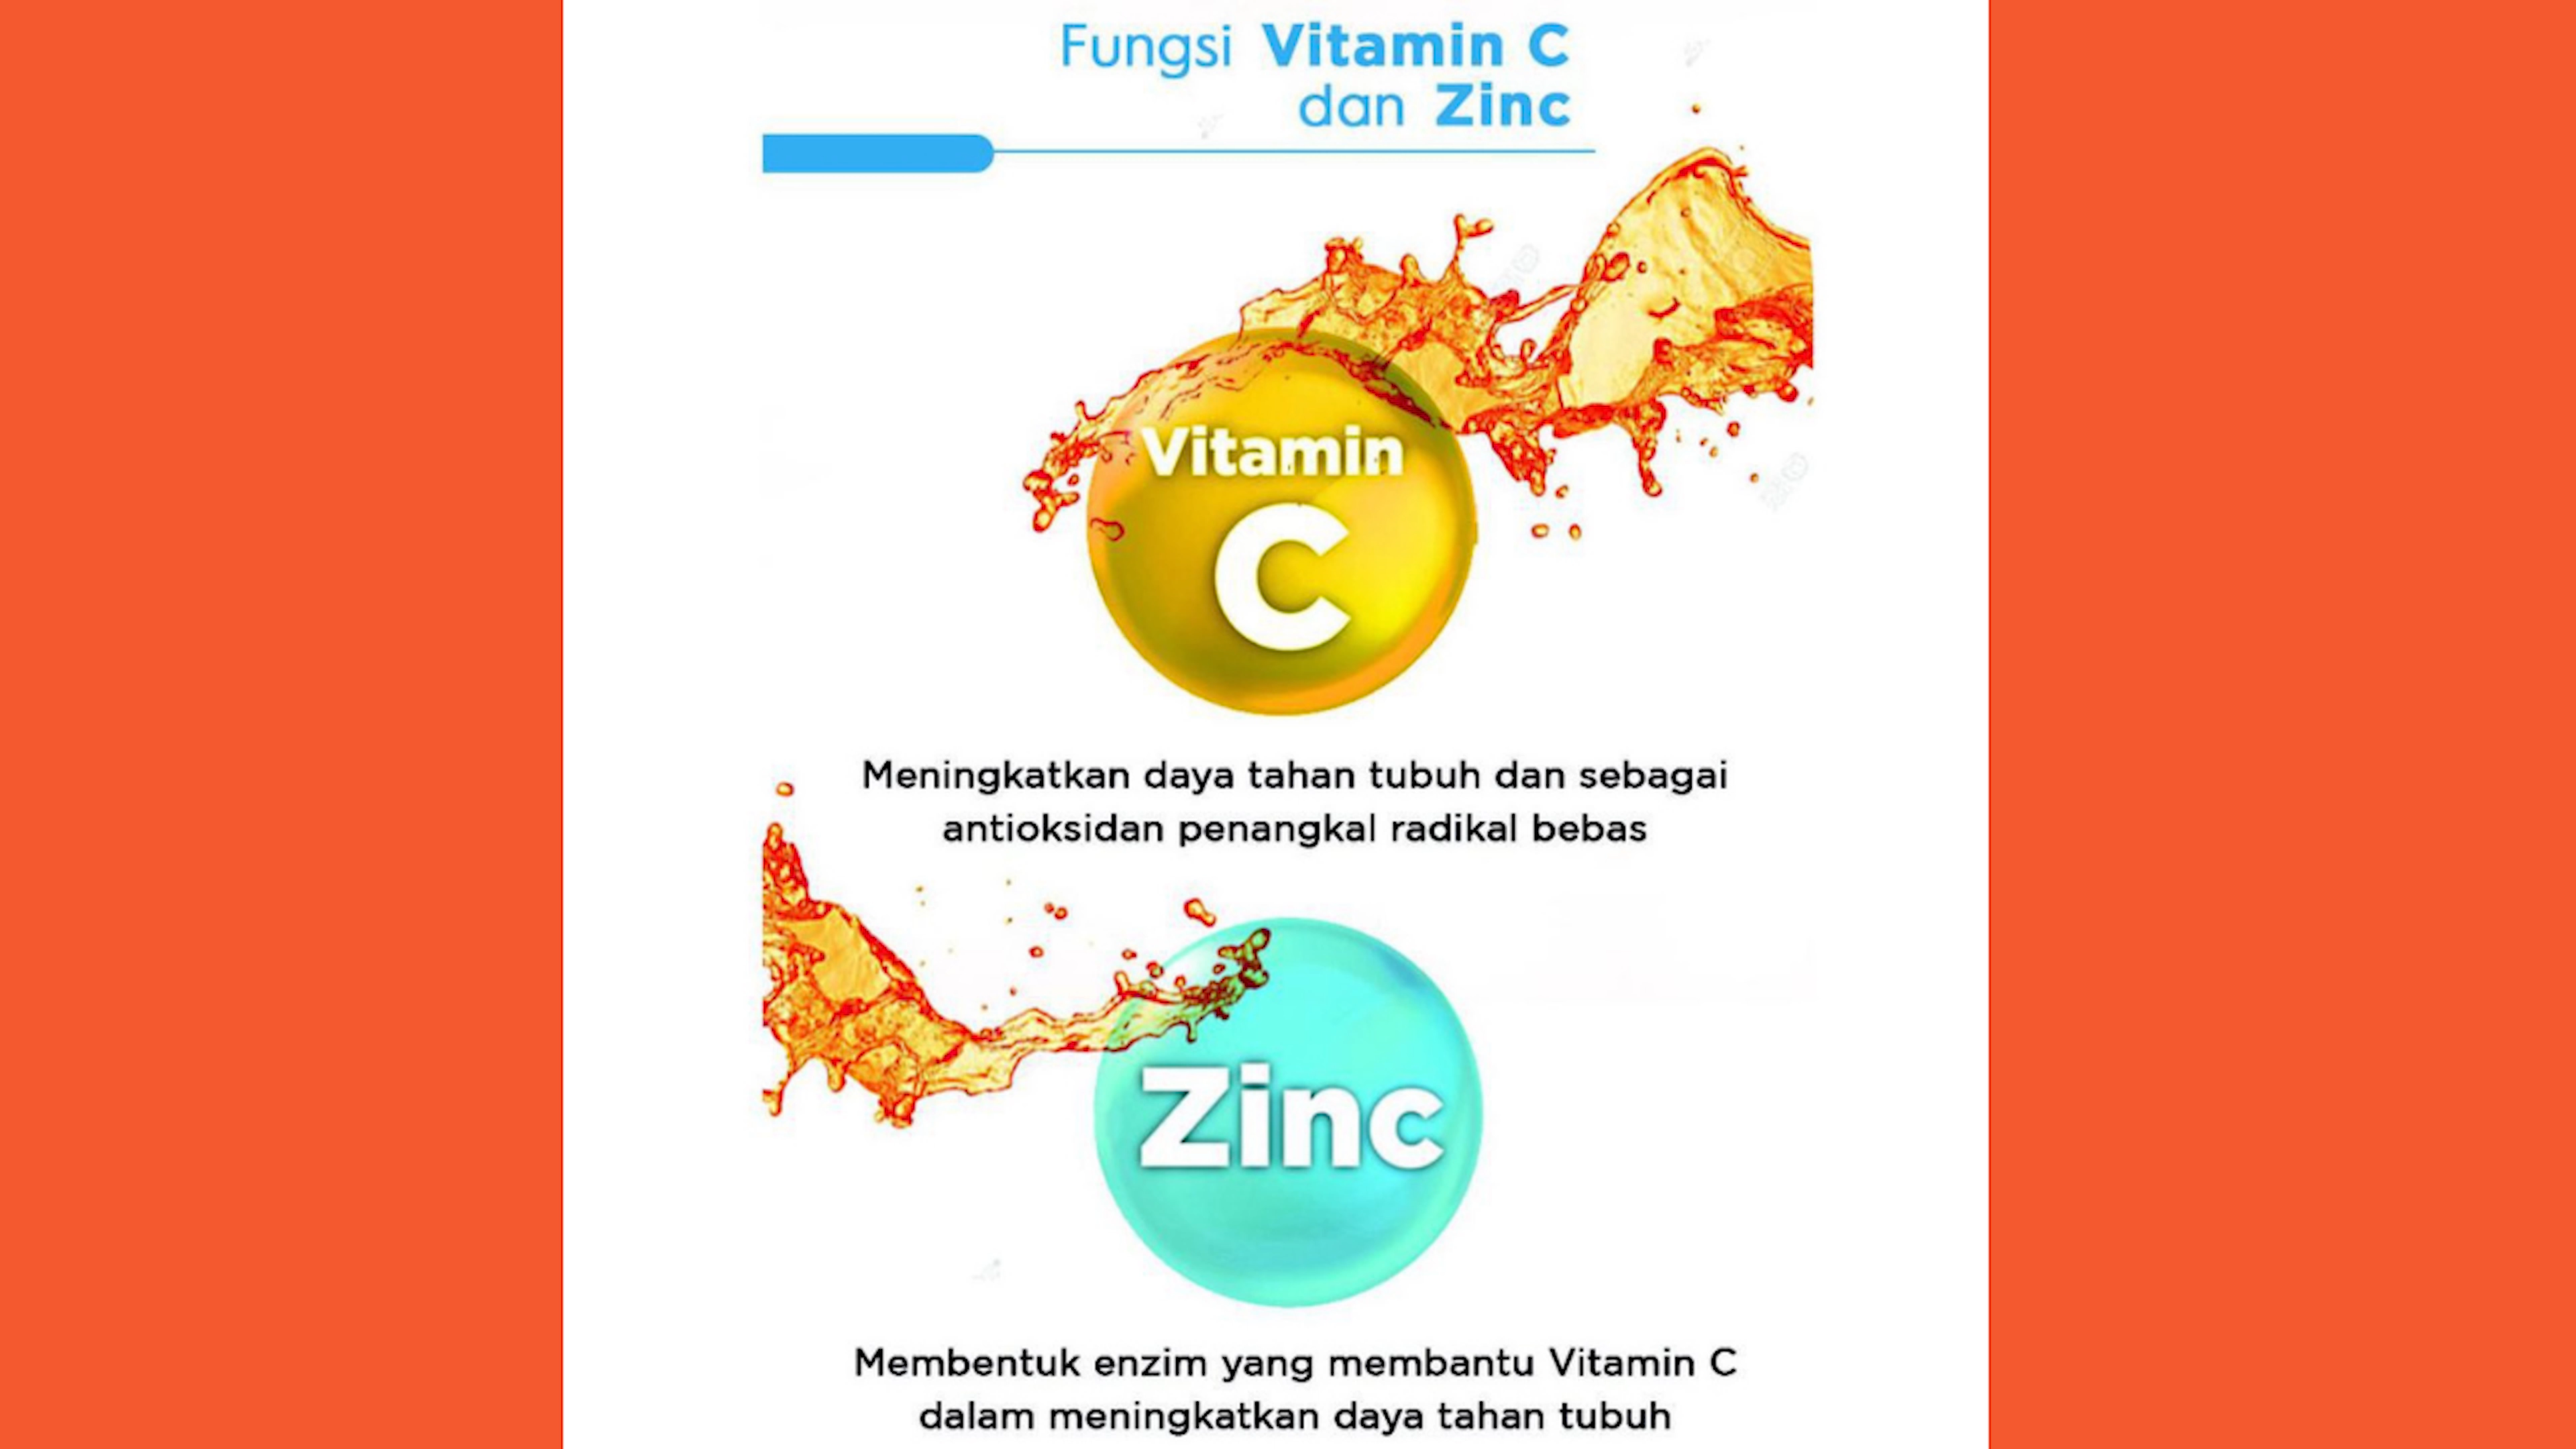 Fungsi Vitamin C
dan Zinc
Vitamin
C
Meningkatkan daya tahan tubuh dan sebagai
antioksidan penangkal radikal bebas
Zinc
Membentuk enzim yang membantu Vitamin C
dalam meningkatkan daya tahan tubuh